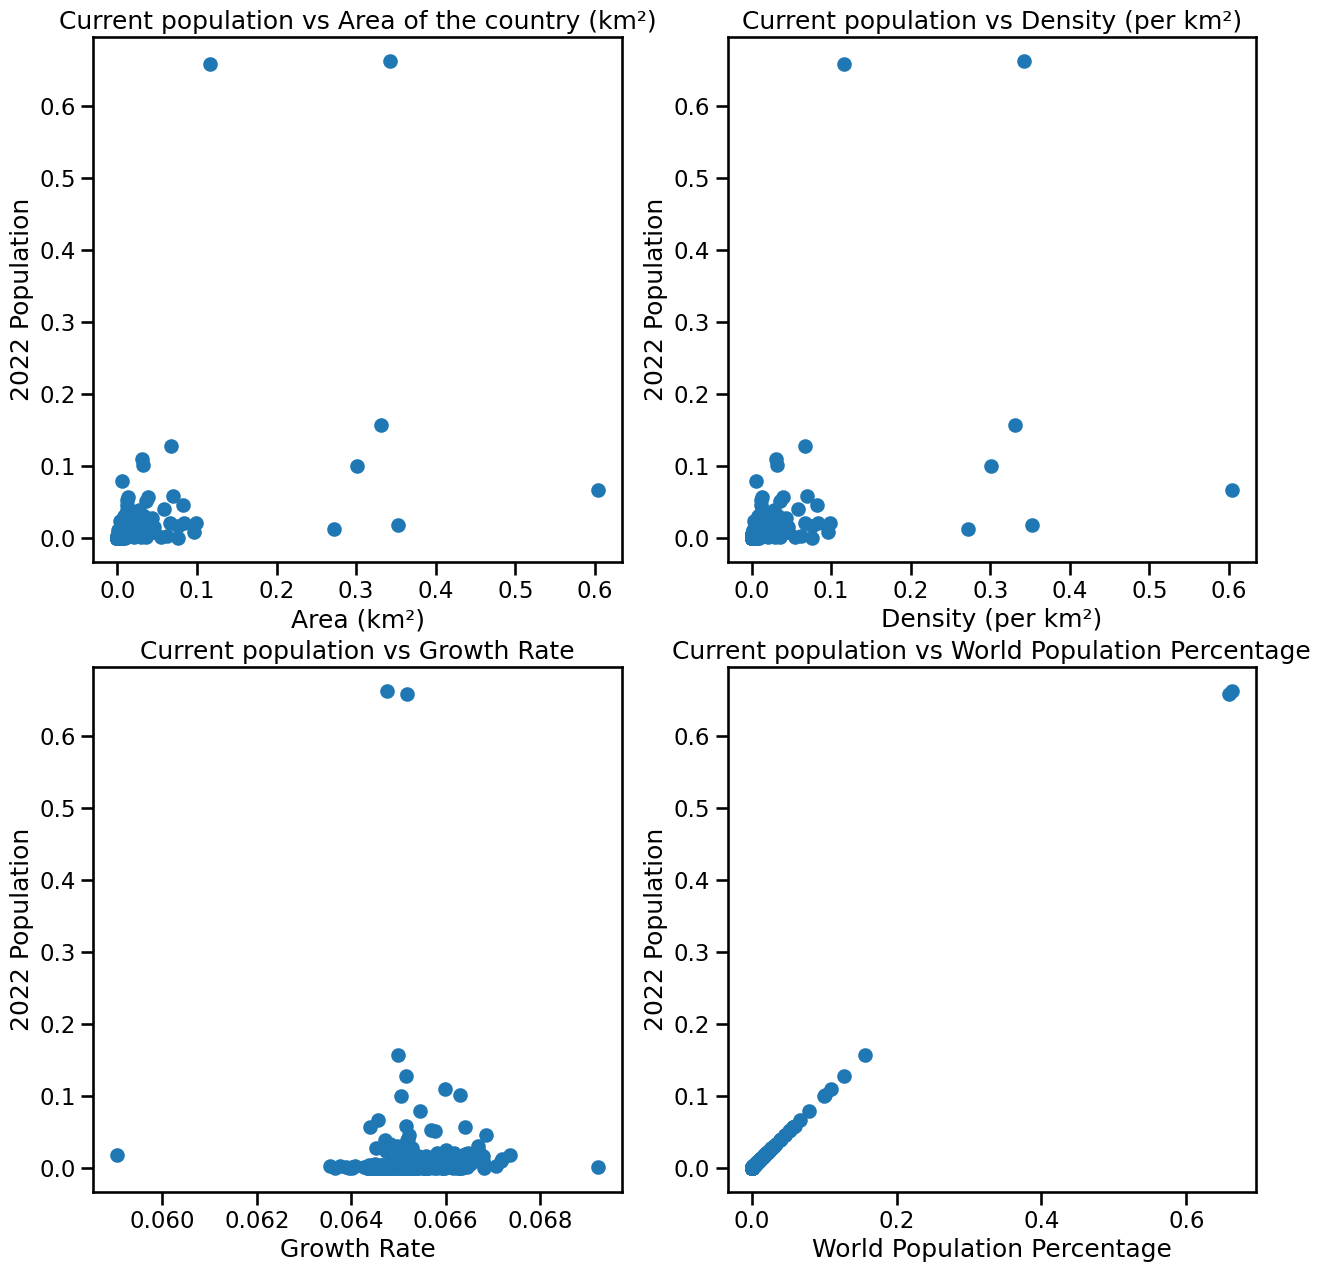 Current population vs Area of the country (km²)
2022 Population
0.6
0.5
0.4
0.3
0.2
0.1
0.0
0.0 0.1 0.2 0.3 0.4 0.5 0.6
Area (km²)
Current population vs Density (per km²)
2022 Population
0.6
0.5
0.4
0.3
0.2
0.1
0.0
0.0 0.1 0.2 0.3 0.4 0.5 0.6
Density (per km²)
Current population vs Growth Rate
2022 Population
0.6
0.5
0.4
0.3
0.2
0.1
0.0
0.060 0.062 0.064 0.066 0.068
Growth Rate
Current population vs World Population Percentage
2022 Population
0.6
0.5
0.4
0.3
0.2
0.1
0.0
0.0 0.2 0.4 0.6
World Population Percentage